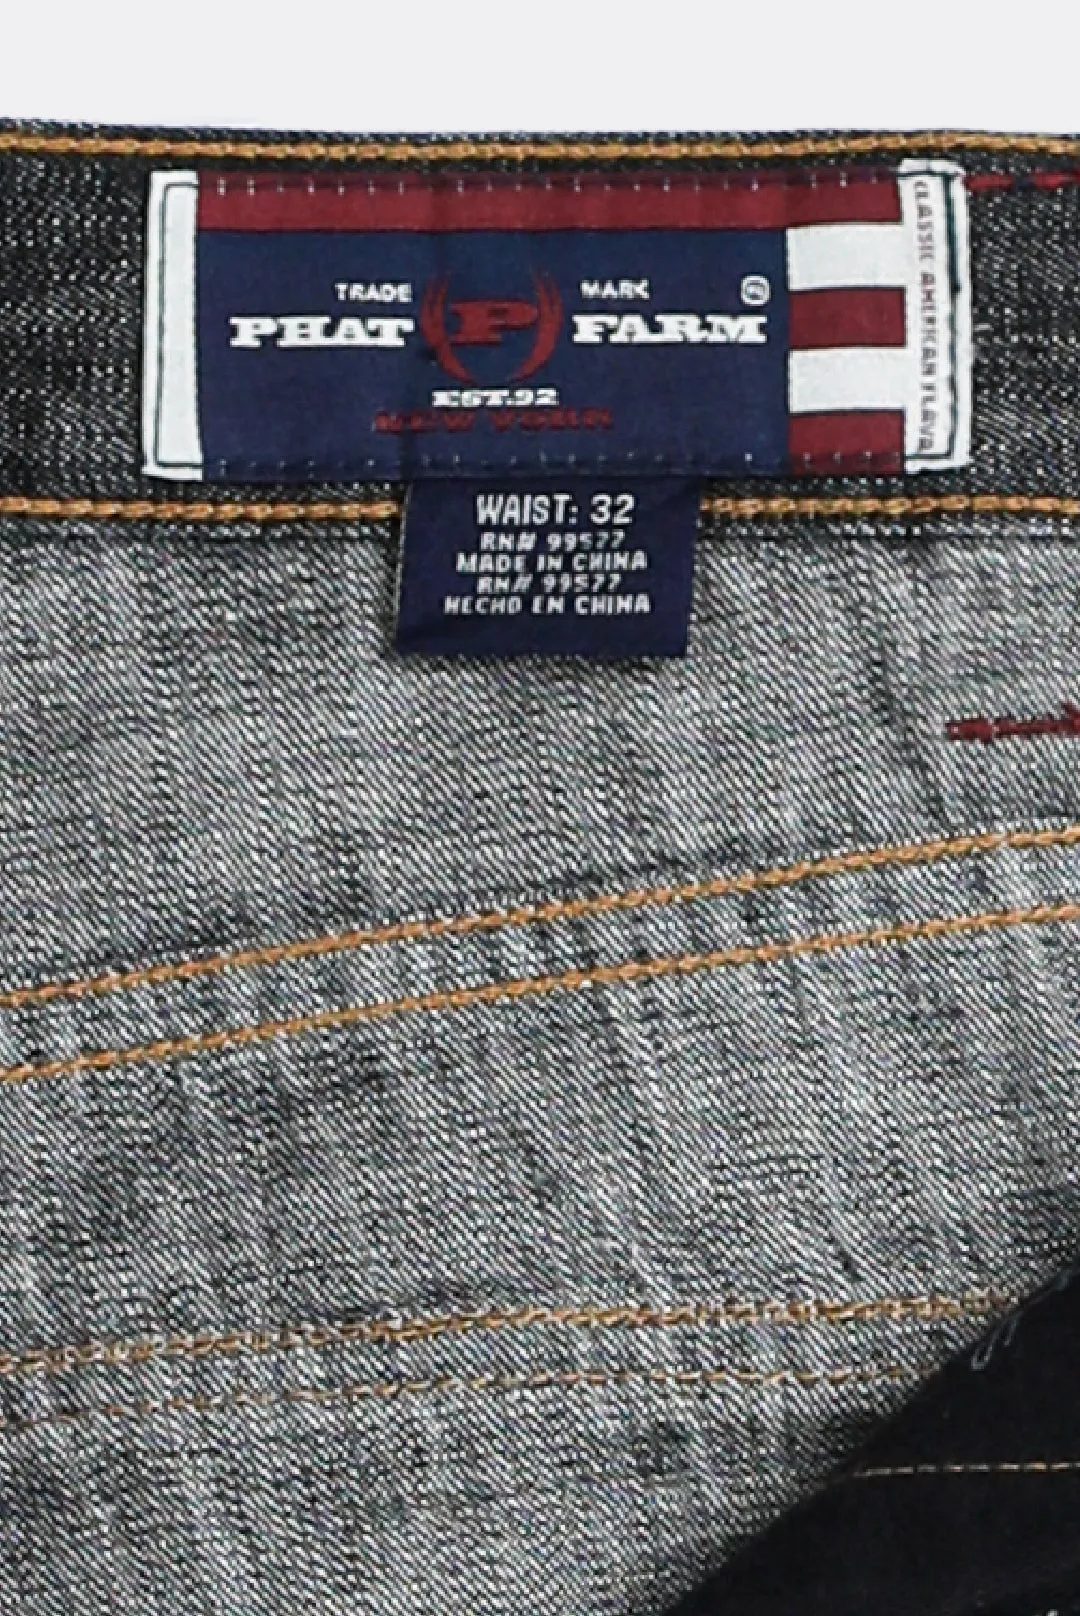 TRADE MARK ®
PHAT P FARM
EST.92
NEW YORK
CLASSIC AMERICAN FLAVA
WAIST: 32
RN# 99577
MADE IN CHINA
RN# 99577
HECHO EN CHINA